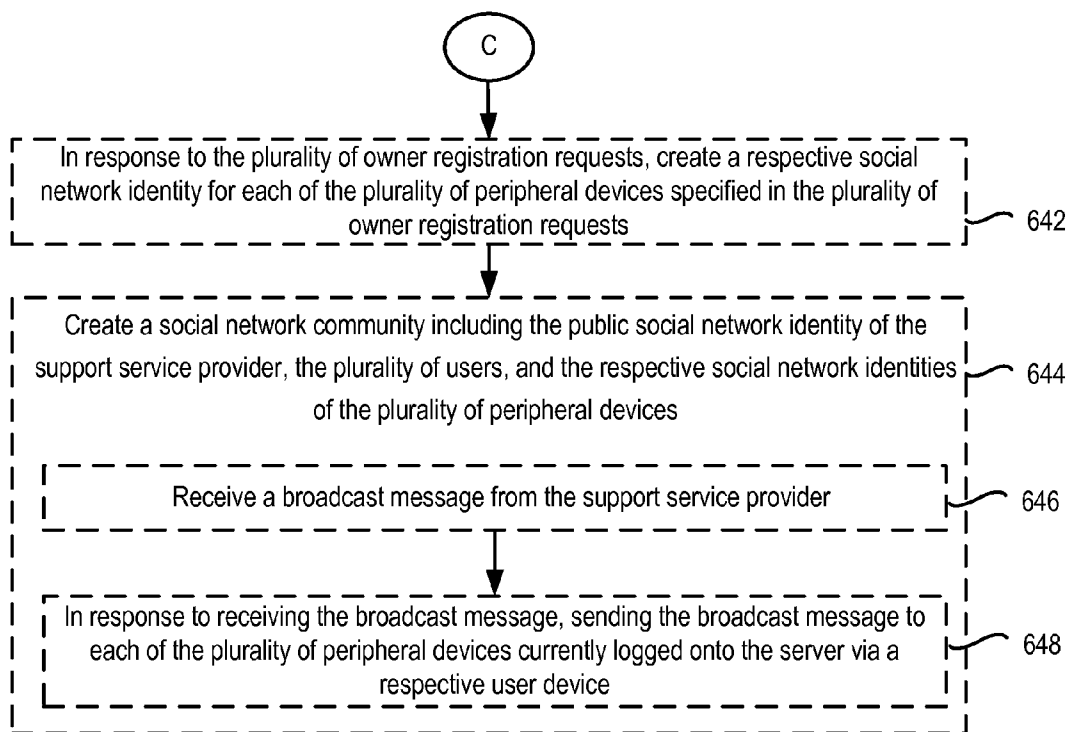 C
In response to the plurality of owner registration requests, create a respective social
network identity for each of the plurality of peripheral devices specified in the plurality of
owner registration requests
642
Create a social network community including the public social network identity of the
support service provider, the plurality of users, and the respective social network identities
of the plurality of peripheral devices
644
Receive a broadcast message from the support service provider
646
In response to receiving the broadcast message, sending the broadcast message to
each of the plurality of peripheral devices currently logged onto the server via a
respective user device
648